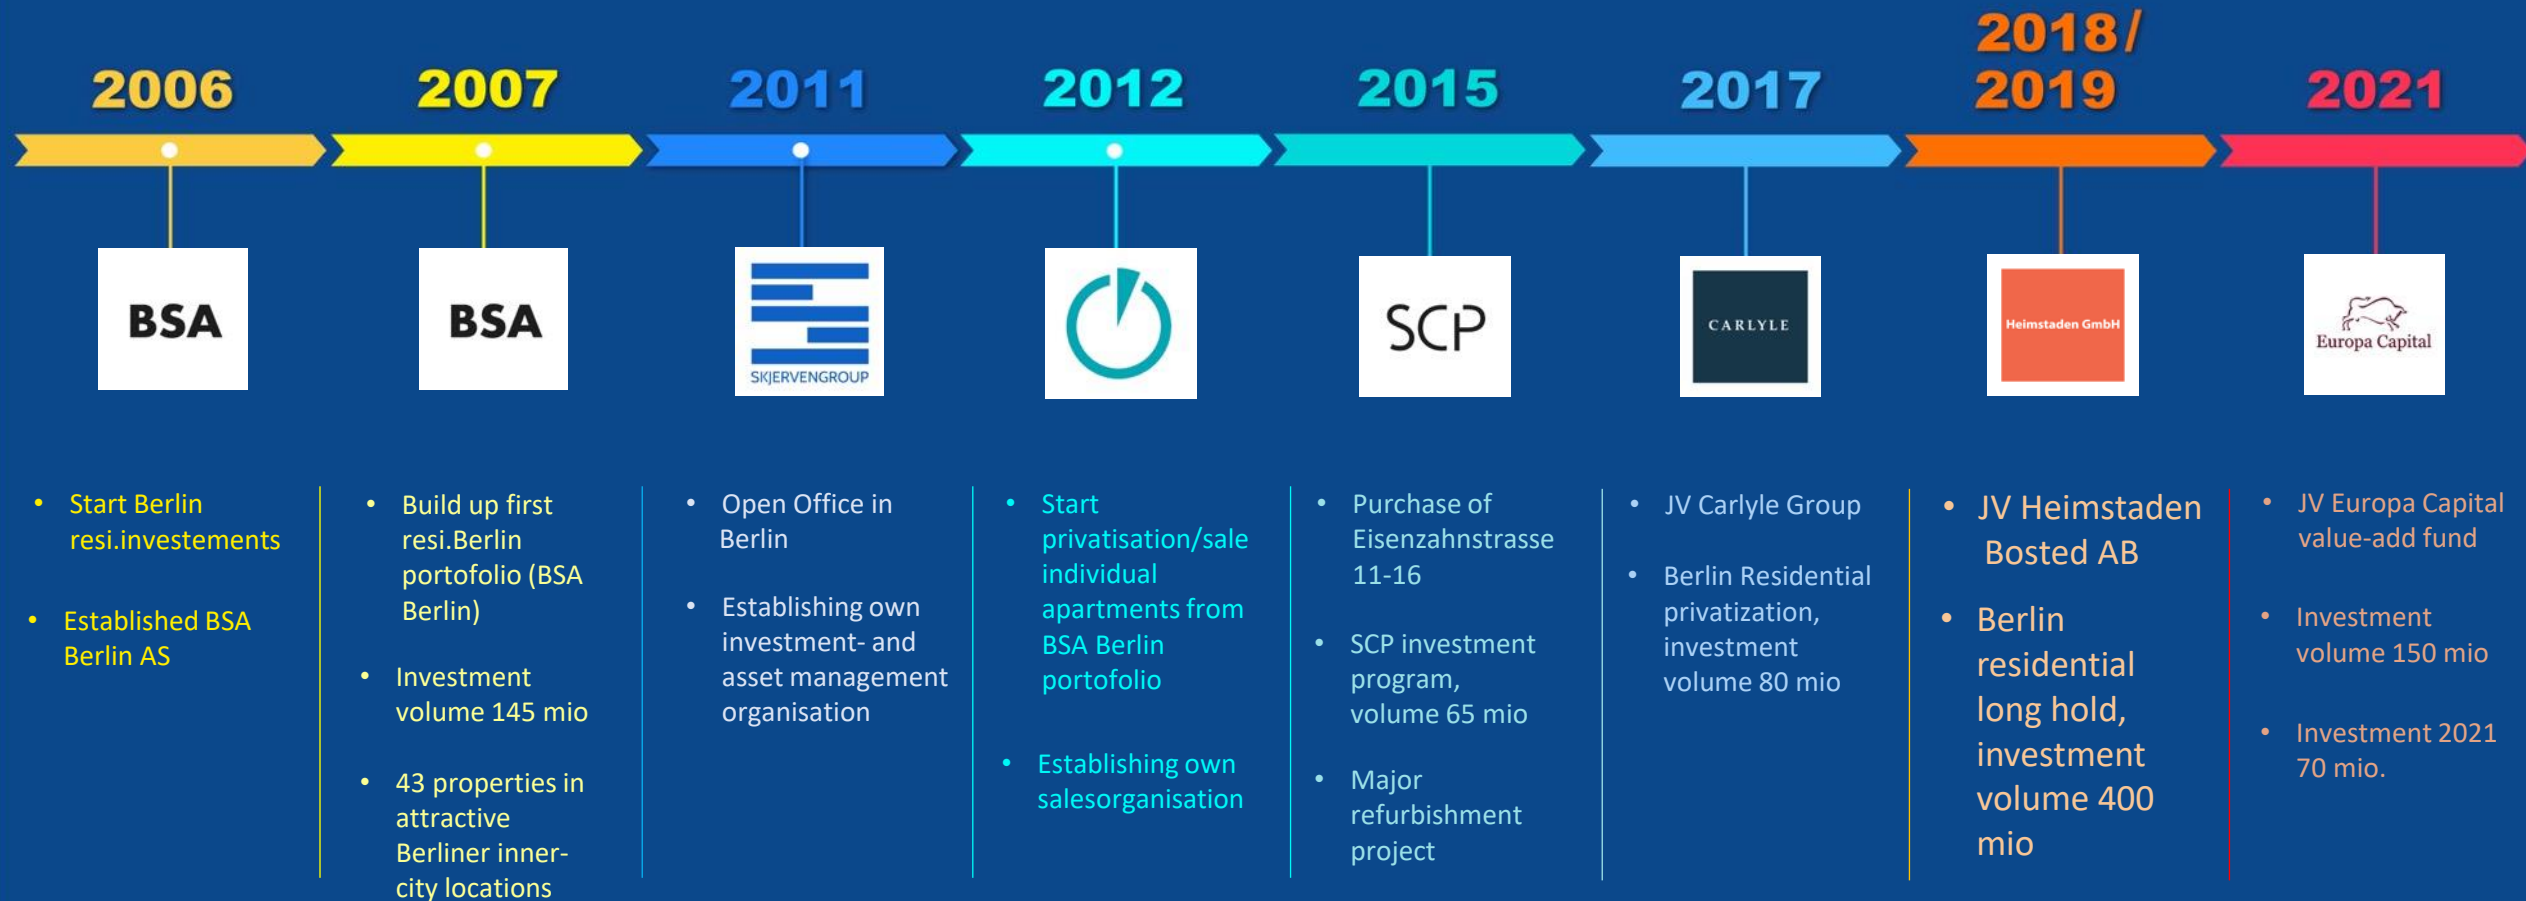 2006
2007
2011
2012
2015
2017
2018/
2019
2021
BSA
BSA
SKJERVENGROUP
SCP
CARLYLE
Heimstaden GmbH
Europa Capital
• Start Berlin
resi.investements
• Established BSA
Berlin AS
• Build up first
resi.Berlin
portofolio (BSA
Berlin)
• Investment
volume 145 mio
• 43 properties in
attractive
Berliner inner-
city locations
• Open Office in
Berlin
• Establishing own
investment- and
asset management
organisation
• Start
privatisation/sale
individual
apartments from
BSA Berlin
portofolio
• Establishing own
salesorganisation
• Purchase of
Eisenzahnstrasse
11-16
• SCP investment
program,
volume 65 mio
• Major
refurbishment
project
• JV Carlyle Group
• Berlin Residential
privatization,
investment
volume 80 mio
• JV Heimstaden
Bosted AB
• Berlin
residential
long hold,
investment
volume 400
mio
• JV Europa Capital
value-add fund
• Investment
volume 150 mio
• Investment 2021
70 mio.